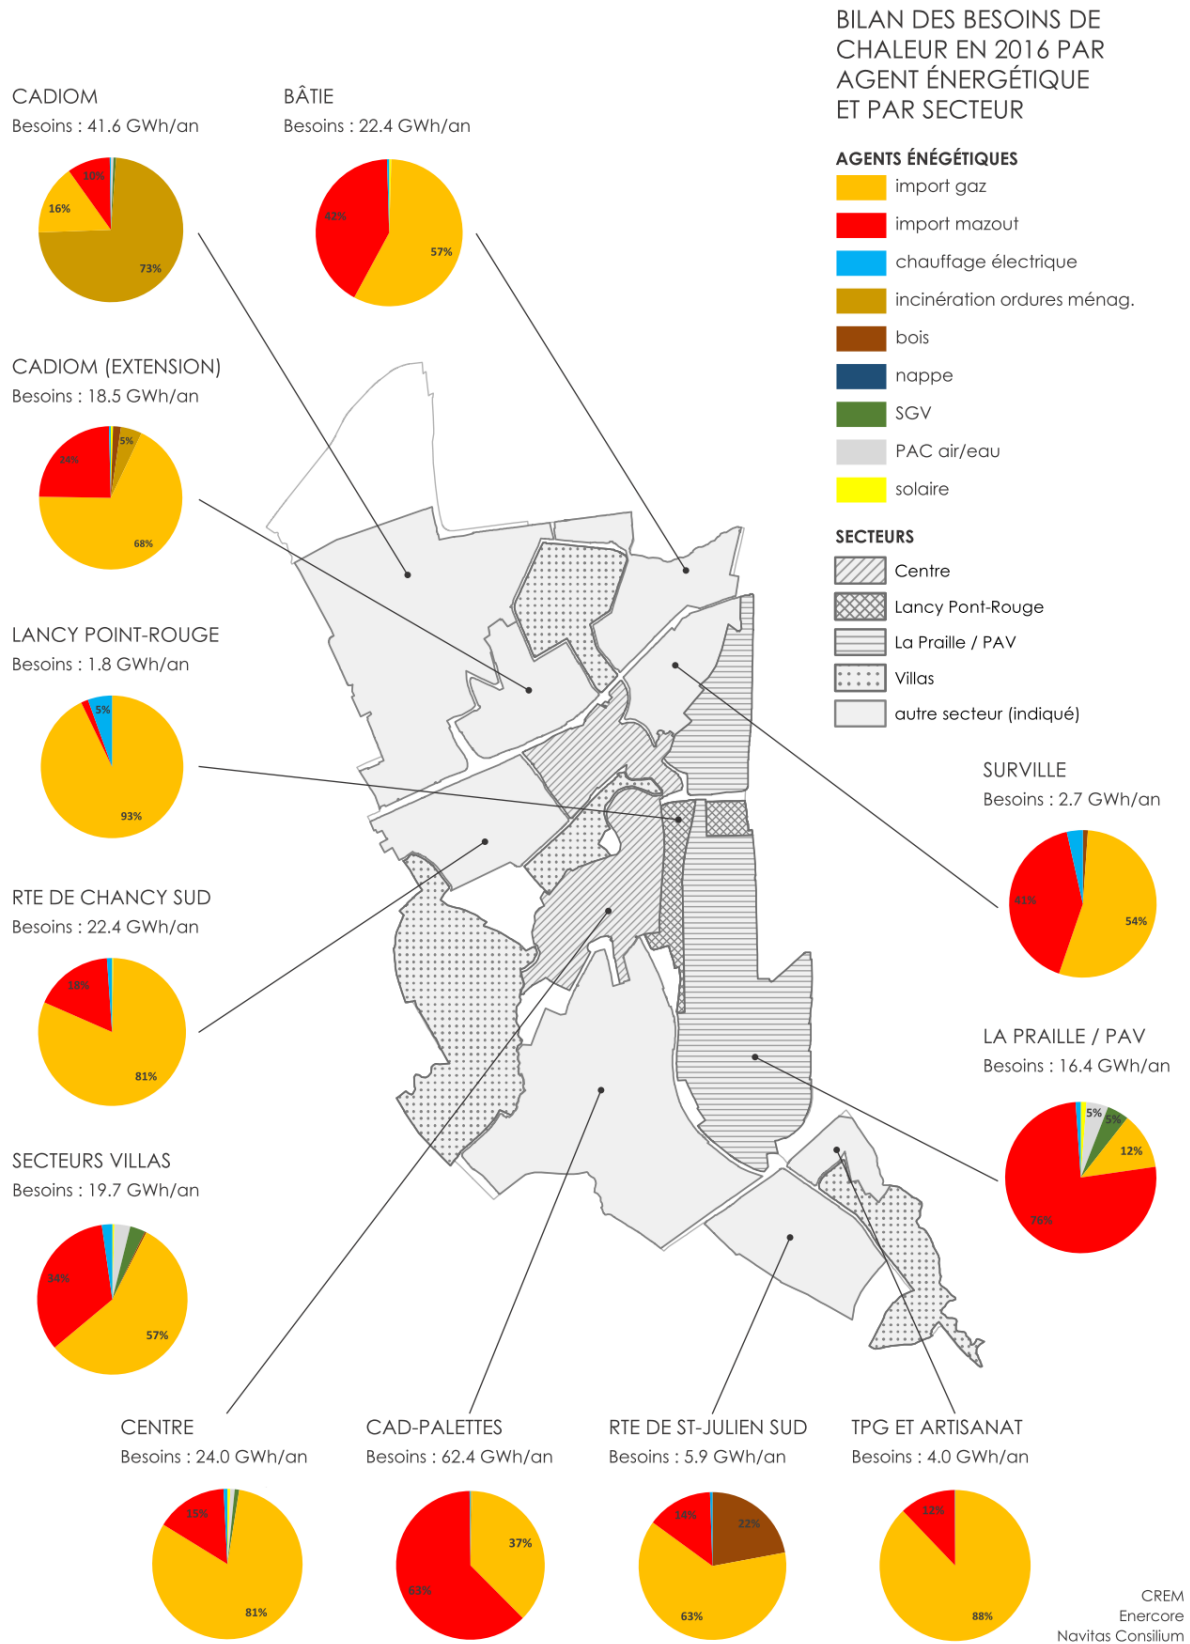 BILAN DES BESOINS DE
CHALEUR EN 2016 PAR
AGENT ÉNERGÉTIQUE
ET PAR SECTEUR
AGENTS ÉNÉGÉTIQUES
import gaz
import mazout
chauffage électrique
incinération ordures ménag.
bois
nappe
SGV
PAC air/eau
solaire
SECTEURS
Centre
Lancy Pont-Rouge
La Praille / PAV
Villas
autre secteur (indiqué)
CADIOM
Besoins : 41.6 GWh/an
10%
16%
73%
BÂTIE
Besoins : 22.4 GWh/an
42%
57%
CADIOM (EXTENSION)
Besoins : 18.5 GWh/an
5%
24%
68%
LANCY POINT-ROUGE
Besoins : 1.8 GWh/an
5%
93%
RTE DE CHANCY SUD
Besoins : 22.4 GWh/an
18%
81%
SECTEURS VILLAS
Besoins : 19.7 GWh/an
34%
57%
SURVILLE
Besoins : 2.7 GWh/an
41%
54%
LA PRAILLE / PAV
Besoins : 16.4 GWh/an
5%
5%
12%
76%
CENTRE
Besoins : 24.0 GWh/an
15%
81%
CAD-PALETTES
Besoins : 62.4 GWh/an
37%
63%
RTE DE ST-JULIEN SUD
Besoins : 5.9 GWh/an
14%
22%
63%
TPG ET ARTISANAT
Besoins : 4.0 GWh/an
12%
88%
CREM
Enercore
Navitas Consilium